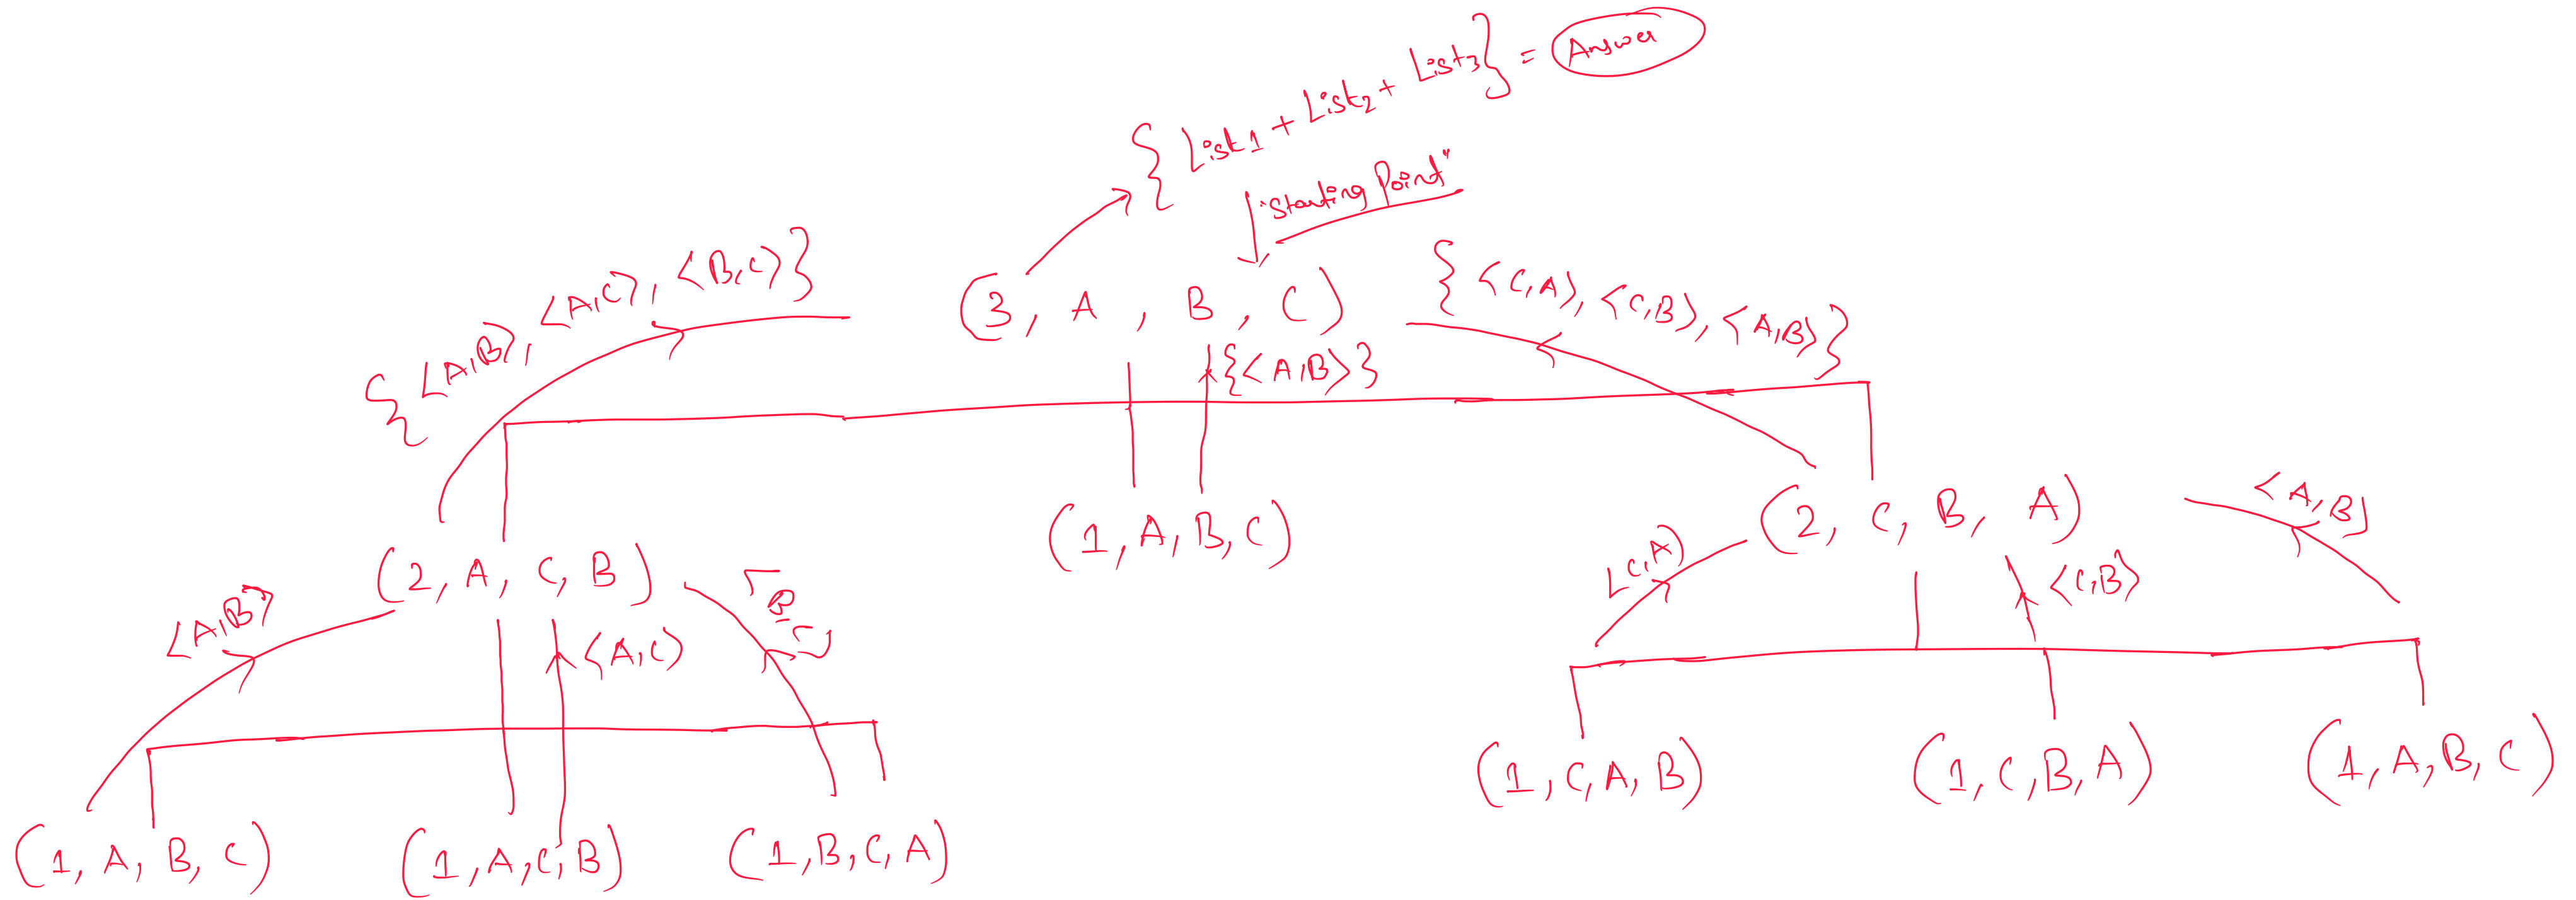 {List1 + List2 + List3} = Answer
"Starting Point"
(3, A, B, C)
{<A,B>, <A,C>, <B,C>}
{<A,B>}
{<C,A>, <C,B>, <A,B>}
(2, A, C, B)
(1, A, B, C)
(2, C, B, A)
<A,B>
<A,C>
<B,C>
<C,A>
<C,B>
<A,B>
(1, A, B, C)
(1, A, C, B)
(1, B, C, A)
(1, C, A, B)
(1, C, B, A)
(1, A, B, C)